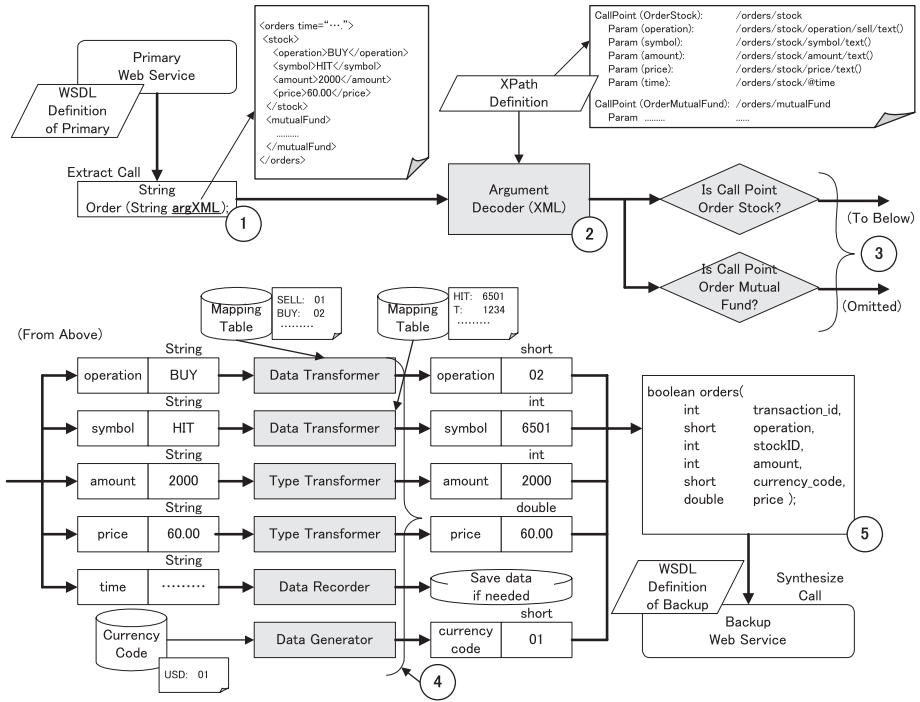 Primary
Web Service
WSDL
Definition
of Primary
Extract Call
String
Order (String argXML);
1
<orders time="….">
<stock>
<operation>BUY</operation>
<symbol>HIT</symbol>
<amount>2000</amount>
<price>60.00</price>
</stock>
<mutualFund>
..........
</mutualFund>
</orders>
XPath
Definition
CallPoint (OrderStock): /orders/stock
Param (operation): /orders/stock/operation/sell/text()
Param (symbol): /orders/stock/symbol/text()
Param (amount): /orders/stock/amount/text()
Param (price): /orders/stock/price/text()
Param (time): /orders/stock/@time
CallPoint (OrderMutualFund): /orders/mutualFund
Param ......... ......
Argument
Decoder (XML)
2
Is Call Point
Order Stock?
(To Below)
3
Is Call Point
Order Mutual
Fund?
(Omitted)
(From Above)
Mapping
Table
SELL: 01
BUY: 02
·········
Mapping
Table
HIT: 6501
T: 1234
·········
String
operation BUY
Data Transformer
short
operation 02
String
symbol HIT
Data Transformer
int
symbol 6501
String
amount 2000
Type Transformer
int
amount 2000
String
price 60.00
Type Transformer
double
price 60.00
String
time ·········
Data Recorder
Save data
if needed
Currency
Code
USD: 01
Data Generator
short
currency
code
01
4
boolean orders(
int transaction_id,
short operation,
int stockID,
int amount,
short currency_code,
double price );
5
WSDL
Definition
of Backup
Synthesize
Call
Backup
Web Service